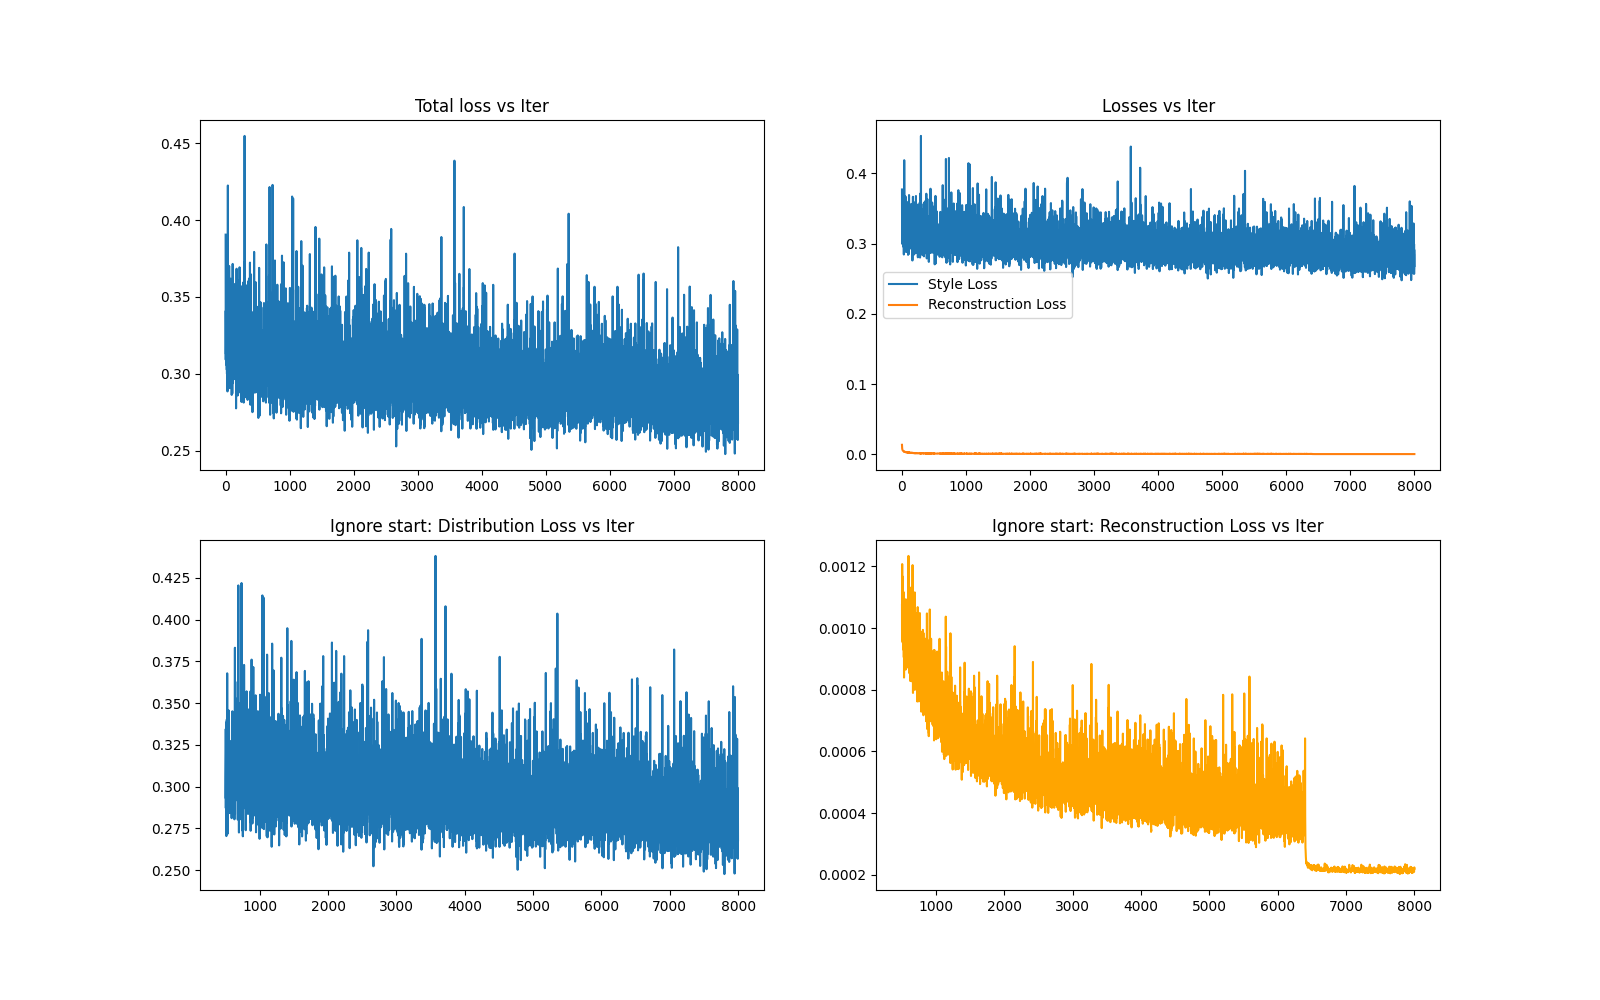 Total loss vs Iter
0.45
0.40
0.35
0.30
0.25
0 1000 2000 3000 4000 5000 6000 7000 8000
Losses vs Iter
0.4
0.3
0.2
0.1
0.0
Style Loss
Reconstruction Loss
0 1000 2000 3000 4000 5000 6000 7000 8000
Ignore start: Distribution Loss vs Iter
0.425
0.400
0.375
0.350
0.325
0.300
0.275
0.250
1000 2000 3000 4000 5000 6000 7000 8000
Ignore start: Reconstruction Loss vs Iter
0.0012
0.0010
0.0008
0.0006
0.0004
0.0002
1000 2000 3000 4000 5000 6000 7000 8000